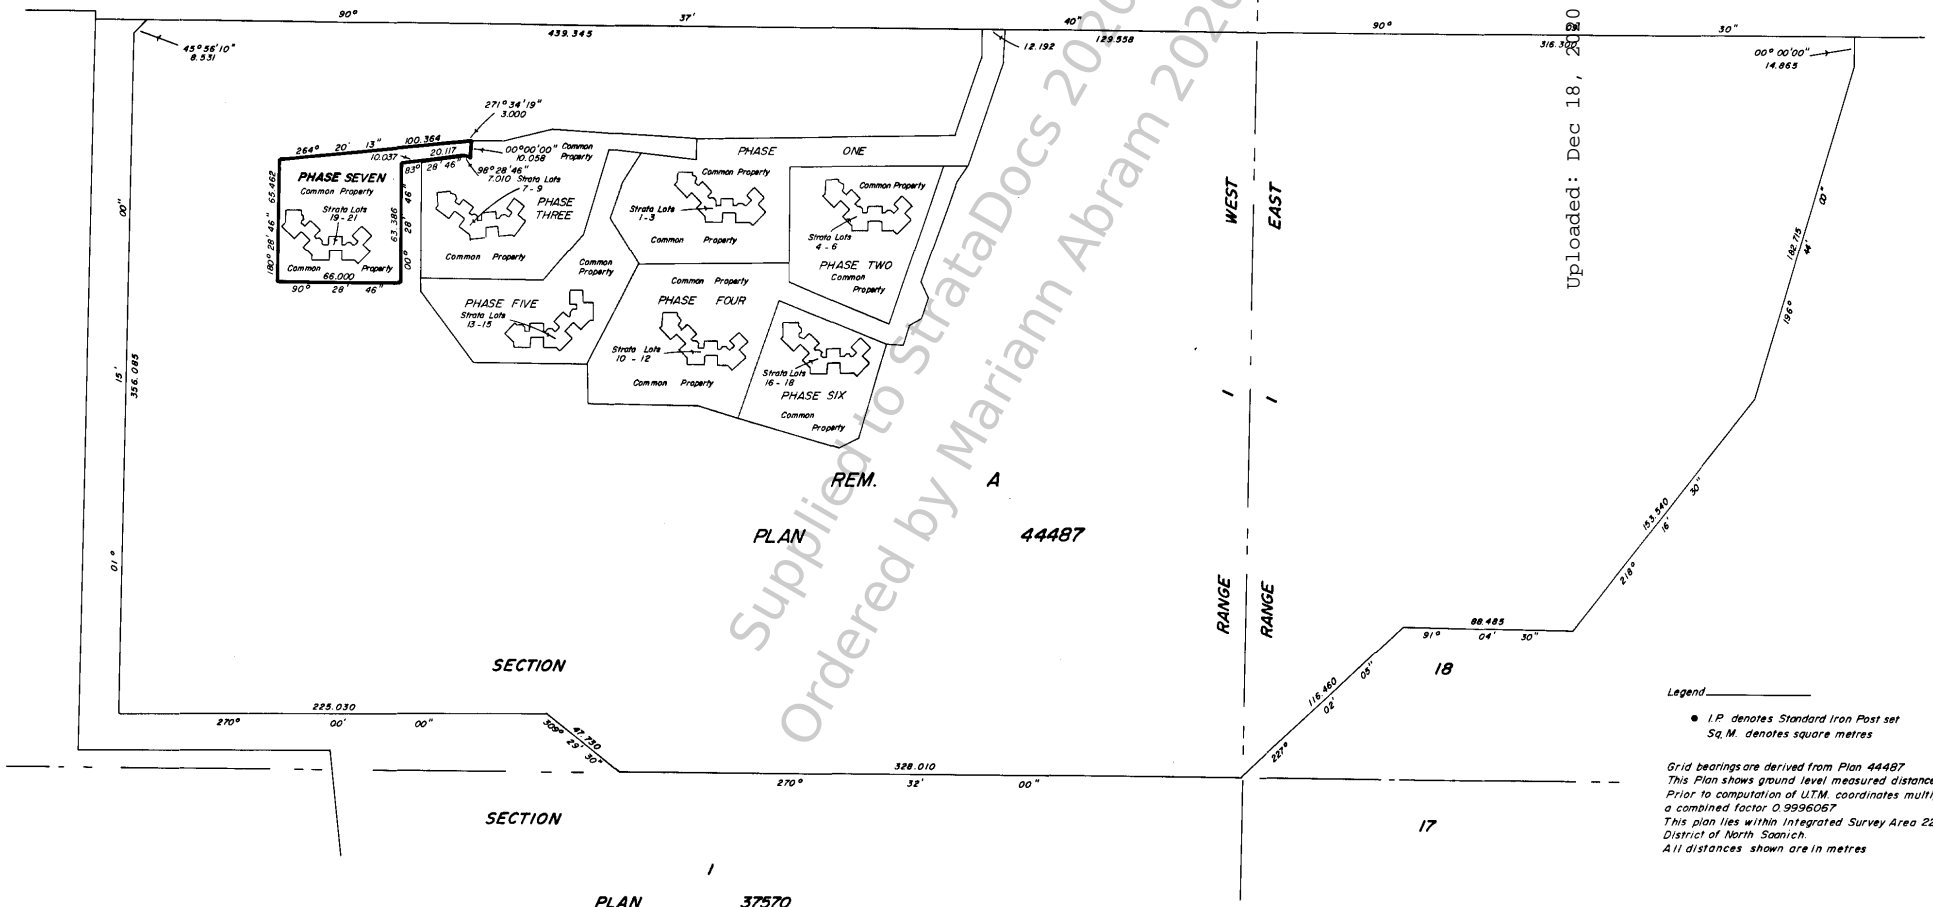 90° 37' 40"
439.345
129.558
12.192
90° 30"
316.300
45°56'10"
8.531
00°00'00"
14.865
271°34'19"
3.000
264° 20' 13" 100.364
10.037
20.117
83° 28' 46"
00°00'00"
10.058
98°28'46"
7.010
PHASE SEVEN
Common Property
Strata Lots
19-21
Common Property
66.000
90° 28' 46"
180° 28' 46" 65.462
00° 28' 46"
63.386
Strata Lots
7-9
PHASE
THREE
Common Property
Common
Property
PHASE ONE
Common Property
Strata Lots
1-3
Common Property
Common Property
Strata Lots
4-6
PHASE TWO
Common
Property
Common
Property
PHASE FIVE
Strata Lots
13-15
Common Property
PHASE FOUR
Strata Lots
10 - 12
Common Property
Strata Lots
16-18
PHASE SIX
Common
Property
01° 15' 00"
356.085
WEST
EAST
1
1
RANGE
RANGE
196° 44' 00"
182.715
218° 16' 30"
153.540
88.485
91° 04' 30"
116.460
227° 02' 05"
REM. A
PLAN 44487
SECTION 18
225.030
270° 00' 00"
47.730
309° 29' 30"
328.010
270° 32' 00"
SECTION 17
1
PLAN 37570
Legend
● I.P. denotes Standard Iron Post set
Sq. M. denotes square metres
Grid bearings are derived from Plan 44487
This Plan shows ground level measured distance
Prior to computation of U.T.M. coordinates multi
a combined factor 0.9996067
This plan lies within Integrated Survey Area 22
District of North Saanich.
All distances shown are in metres
Uploaded: Dec 18, 2020
Supplied to StrataDocs 2020
Ordered by Mariann Abram 2020